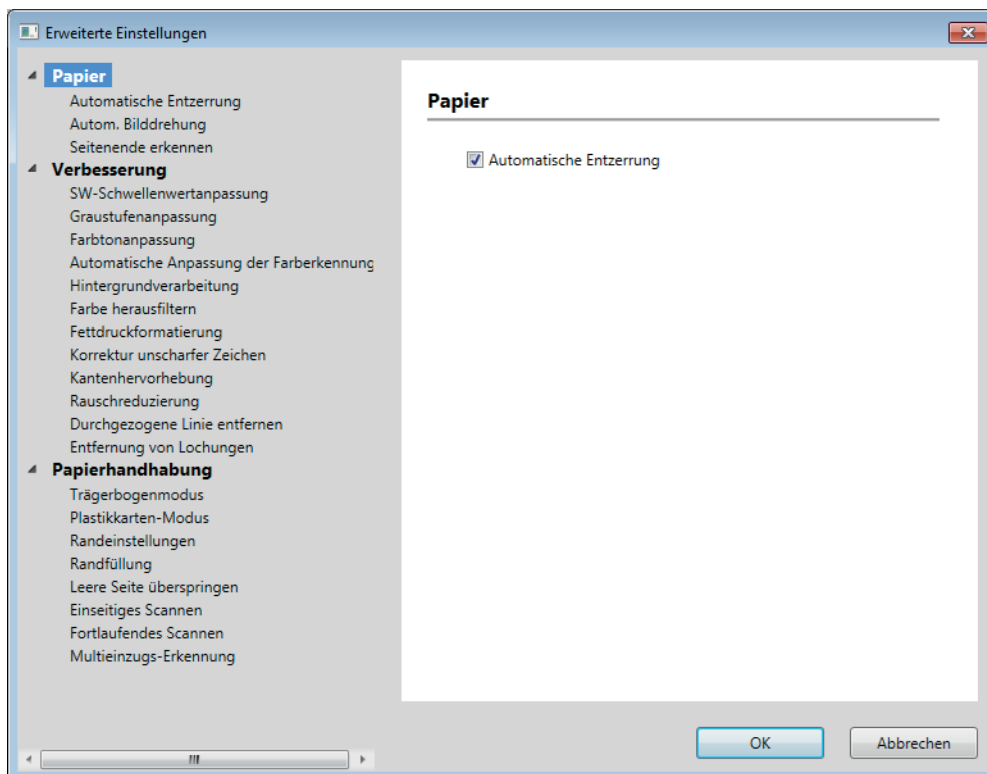 Erweiterte Einstellungen
Papier
Automatische Entzerrung
Autom. Bilddrehung
Seitenende erkennen
Verbesserung
SW-Schwellenwertanpassung
Graustufenanpassung
Farbtonanpassung
Automatische Anpassung der Farberkennung
Hintergrundverarbeitung
Farbe herausfiltern
Fettdruckformatierung
Korrektur unscharfer Zeichen
Kantenhervorhebung
Rauschreduzierung
Durchgezogene Linie entfernen
Entfernung von Lochungen
Papierhandhabung
Trägerbogenmodus
Plastikkarten-Modus
Randeinstellungen
Randfüllung
Leere Seite überspringen
Einseitiges Scannen
Fortlaufendes Scannen
Multieinzugs-Erkennung
Papier
Automatische Entzerrung
OK
Abbrechen